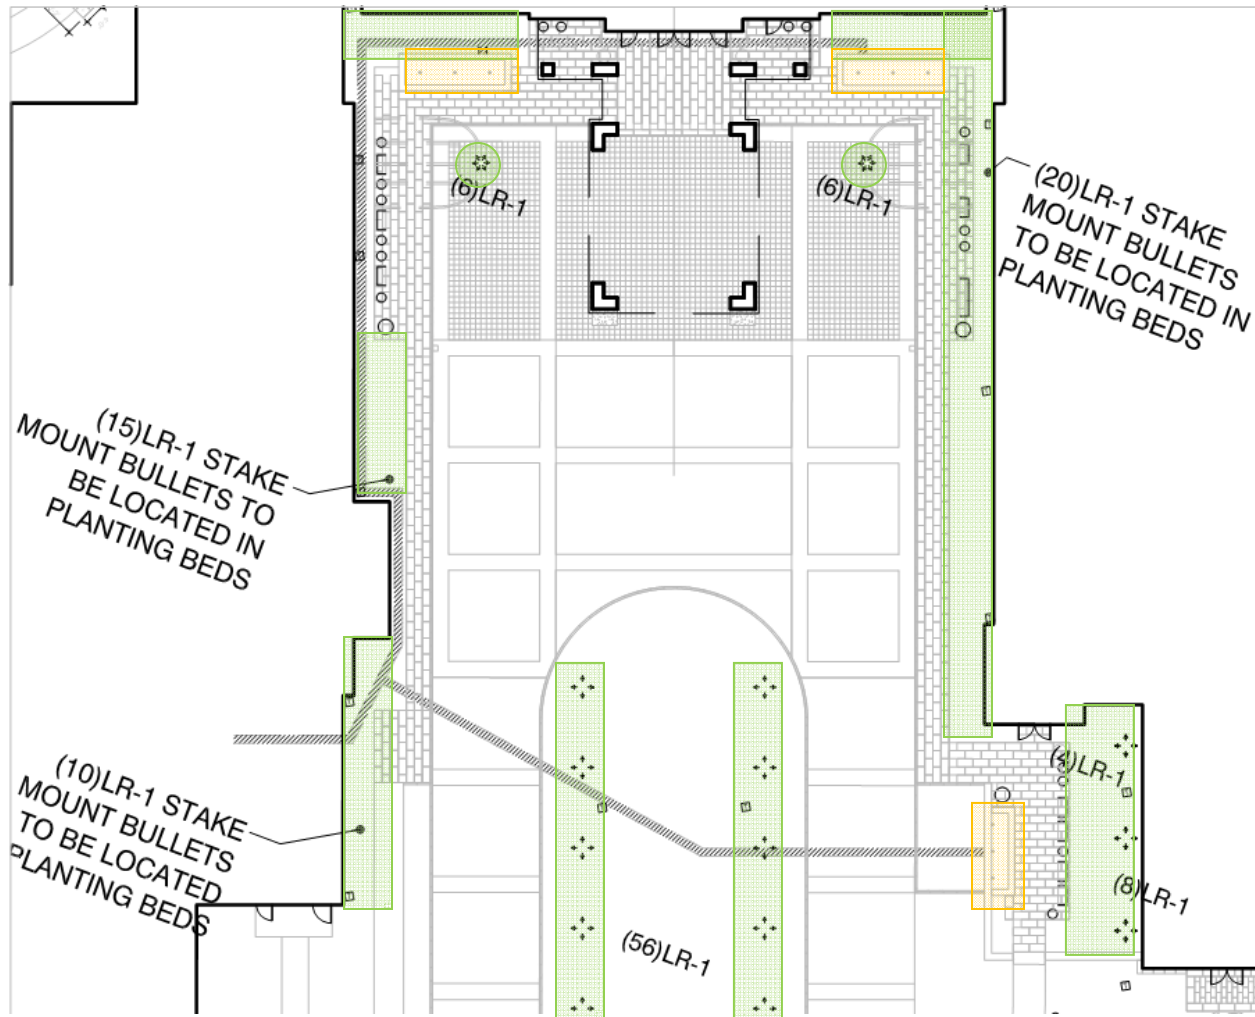 (6)LR-1
(6)LR-1
(20)LR-1 STAKE
MOUNT BULLETS
TO BE LOCATED IN
PLANTING BEDS
(15)LR-1 STAKE
MOUNT BULLETS TO
BE LOCATED IN
PLANTING BEDS
(10)LR-1 STAKE
MOUNT BULLETS
TO BE LOCATED
PLANTING BEDS
(4)LR-1
(8)LR-1
(56)LR-1